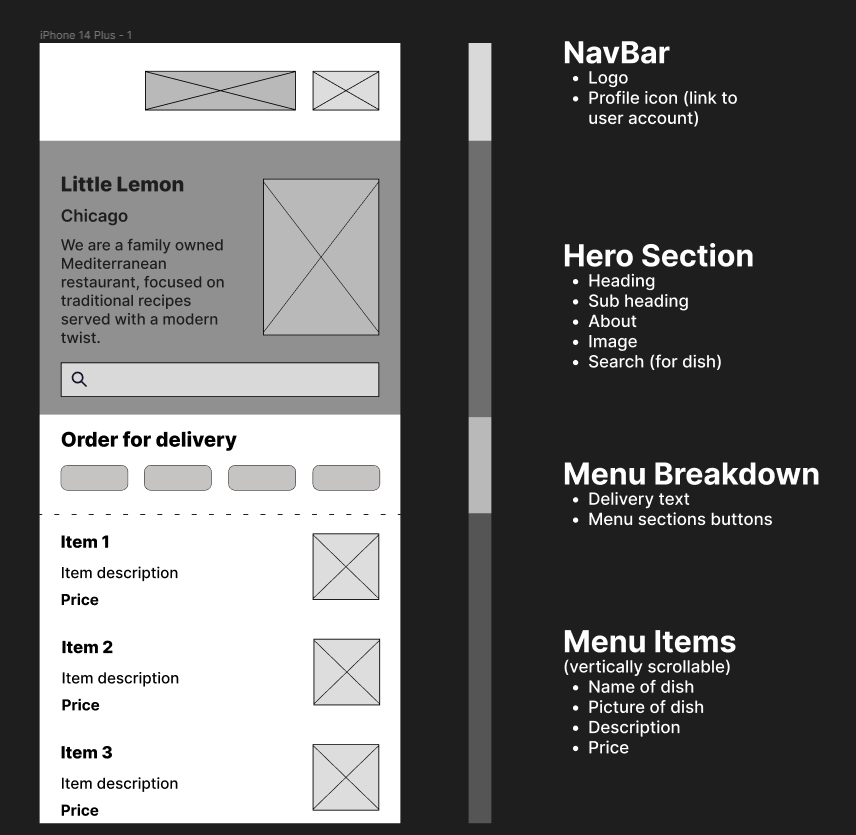 iPhone 14 Plus - 1
Little Lemon
Chicago
We are a family owned
Mediterranean
restaurant, focused on
traditional recipes
served with a modern
twist.
Order for delivery
Item 1
Item description
Price
Item 2
Item description
Price
Item 3
Item description
Price
NavBar
• Logo
• Profile icon (link to
user account)
Hero Section
• Heading
• Sub heading
• About
• Image
• Search (for dish)
Menu Breakdown
• Delivery text
• Menu sections buttons
Menu Items
(vertically scrollable)
• Name of dish
• Picture of dish
• Description
• Price